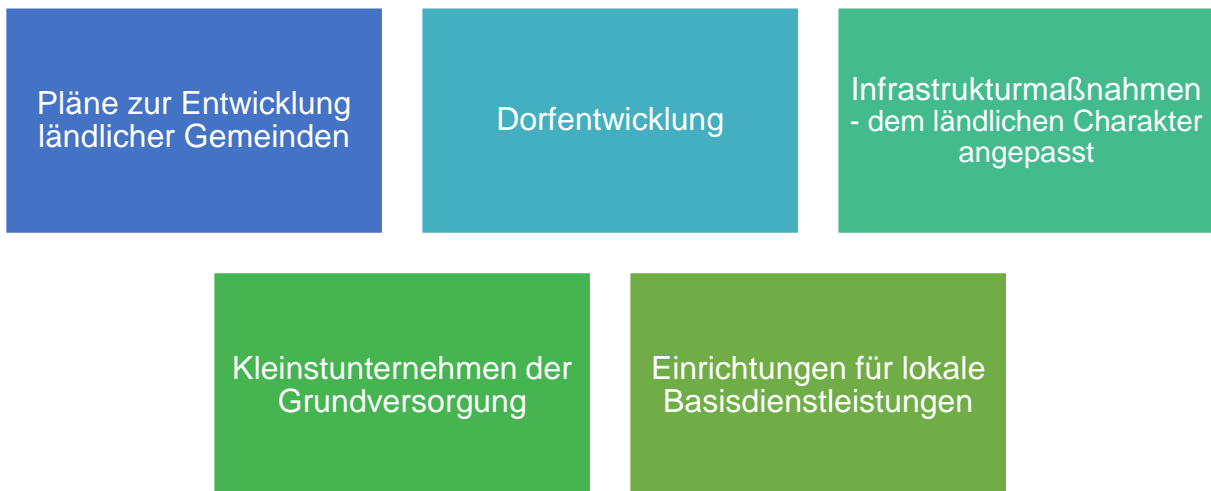 Pläne zur Entwicklung
ländlicher Gemeinden
Dorfentwicklung
Infrastrukturmaßnahmen
- dem ländlichen Charakter
angepasst
Kleinstunternehmen der
Grundversorgung
Einrichtungen für lokale
Basisdienstleistungen